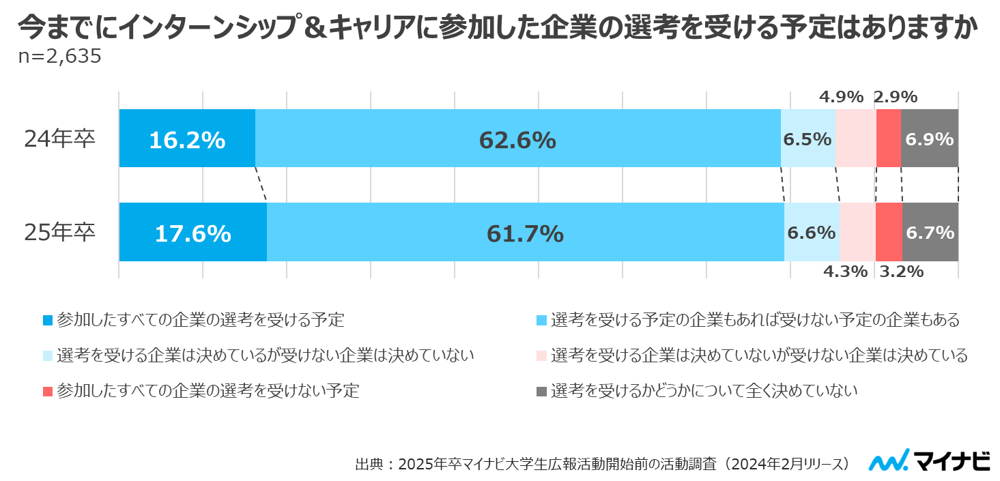 今までにインターンシップ＆キャリアに参加した企業の選考を受ける予定はありますか
n=2,635
4.9% 2.9%
24年卒 16.2% 62.6% 6.5% 6.9%
25年卒 17.6% 61.7% 6.6% 6.7%
4.3% 3.2%
参加したすべての企業の選考を受ける予定
選考を受ける予定の企業もあれば受けない予定の企業もある
選考を受ける企業は決めているが受けない企業は決めていない
選考を受ける企業は決めていないが受けない企業は決めている
参加したすべての企業の選考を受けない予定
選考を受けるかどうかについて全く決めていない
出典：2025年卒マイナビ大学生広報活動開始前の活動調査（2024年2月リリース）
マイナビ